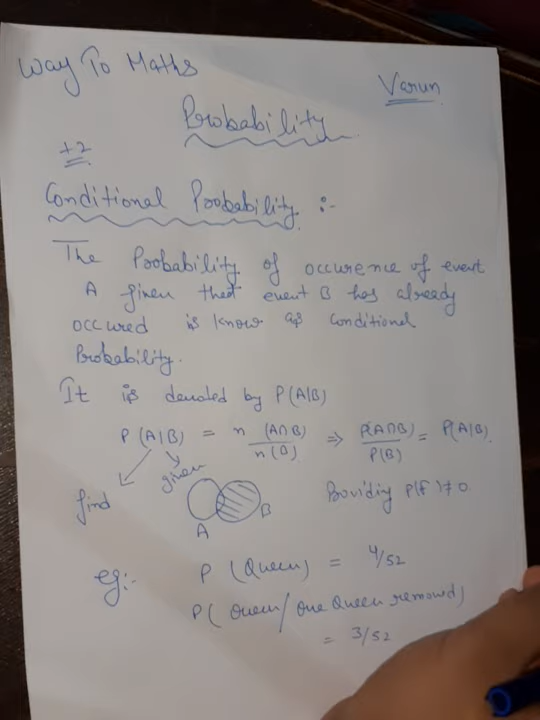 Way To Maths
Varun
Probability
+2
Conditional Probability :-
The Probability of occurence of event
A given that event B has already
occured is know as Conditional
Probability.
It is denoted by P(A|B)
P(A|B) = n(A∩B)/n(B) => P(A∩B)/P(B) = P(A|B).
find
given
A
B
Providing P(F) ≠ 0.
eg:- P (Queen) = 4/52
P( Queen/one Queen removed)
= 3/52